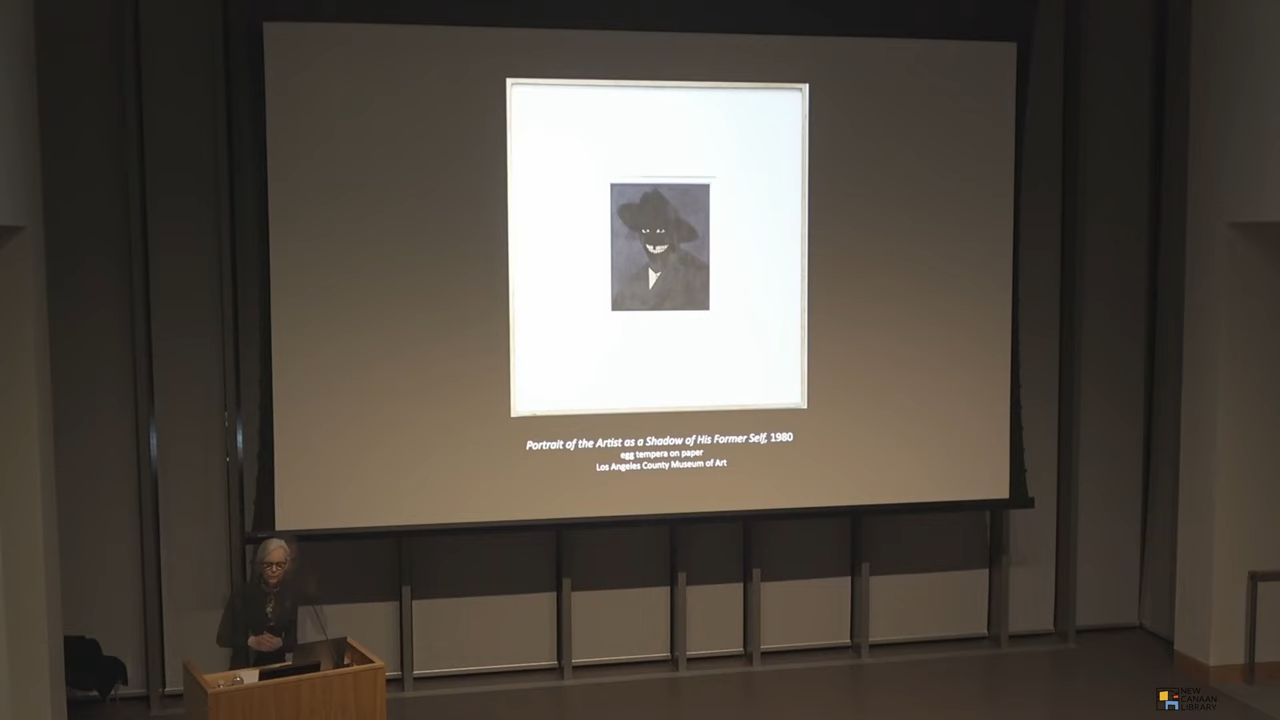 Portrait of the Artist as a Shadow of His Former Self, 1980
egg tempera on paper
Los Angeles County Museum of Art
NEW
CANAAN
LIBRARY